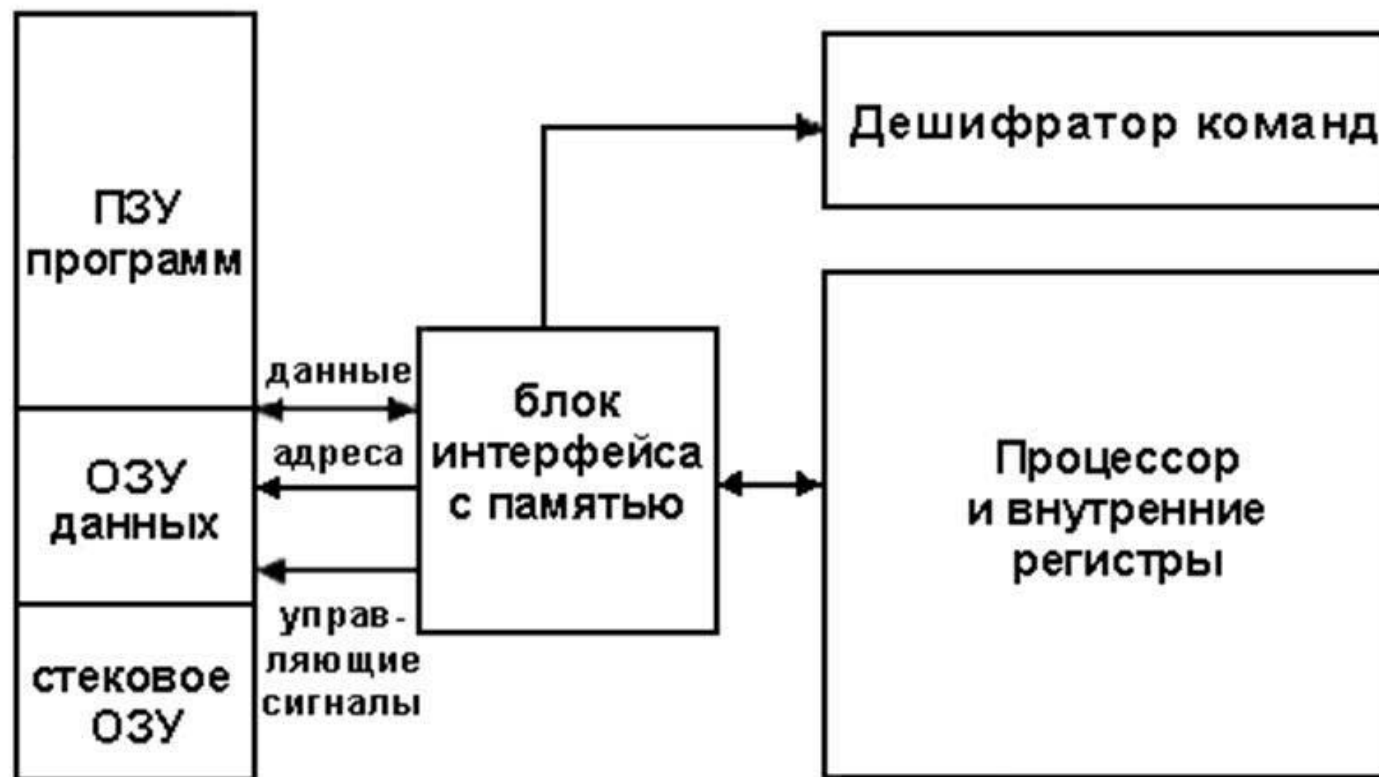 ПЗУ
программ
ОЗУ
данных
стековое
ОЗУ
данные
адреса
управ-
ляющие
сигналы
блок
интерфейса
с памятью
Дешифратор команд
Процессор
и внутренние
регистры